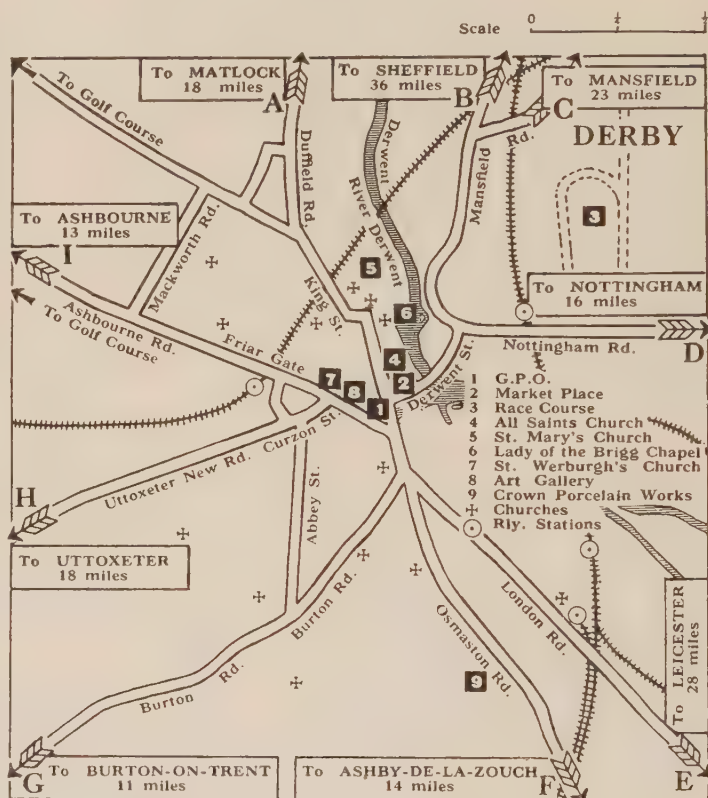 Scale 0 ½
To MATLOCK
18 miles
A
To SHEFFIELD
36 miles
B
To MANSFIELD
23 miles
C
DERBY
To Golf Course
Duffield Rd.
Derwent
River Derwent
Mansfield Rd.
3
To ASHBOURNE
13 miles
I
Mackworth Rd.
King St.
5
6
To NOTTINGHAM
16 miles
D
Nottingham Rd.
Ashbourne Rd.
To Golf Course
Friar Gate
7
8
4
2
1
Derwent St.
1 G.P.O.
2 Market Place
3 Race Course
4 All Saints Church
5 St. Mary's Church
6 Lady of the Brigg Chapel
7 St. Werburgh's Church
8 Art Gallery
9 Crown Porcelain Works
Churches
Rly. Stations
Curzon St.
Uttoxeter New Rd.
H
Abbey St.
To UTTOXETER
18 miles
Burton Rd.
Osmaston Rd.
London Rd.
To LEICESTER
28 miles
9
Burton Rd.
G
To BURTON-ON-TRENT
11 miles
To ASHBY-DE-LA-ZOUCH
14 miles
F
E